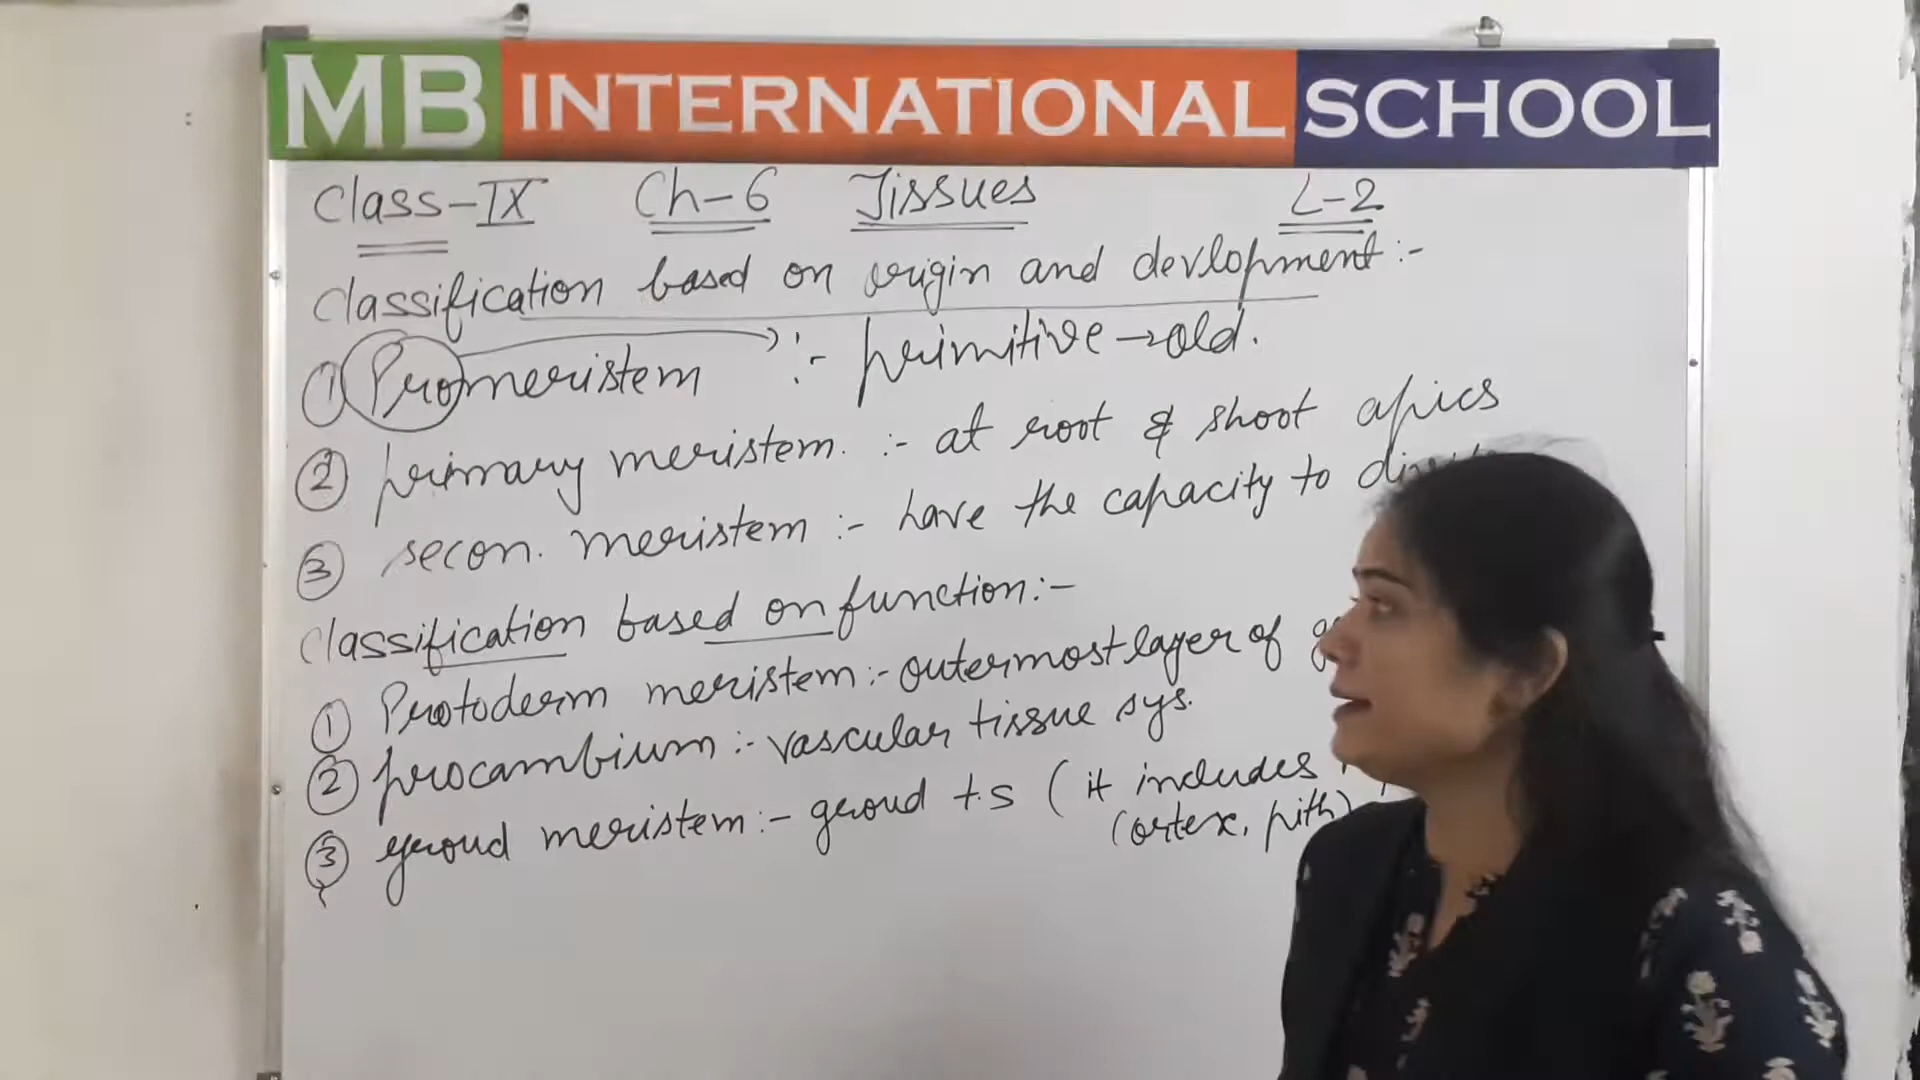 MB INTERNATIONAL SCHOOL
Class-IX Ch-6 Tissues L-2
Classification based on origin and devlopment:-
① Promeristem :- primitive → old.
② primary meristem. :- at root & shoot apics
③ secon. meristem :- have the capacity to
Classification based on function:-
① Protoderm meristem:- outermost layer of
② procambium:- vascular tissue sys.
③ groud meristem:- groud t.s ( it includes
Cortex, pith)